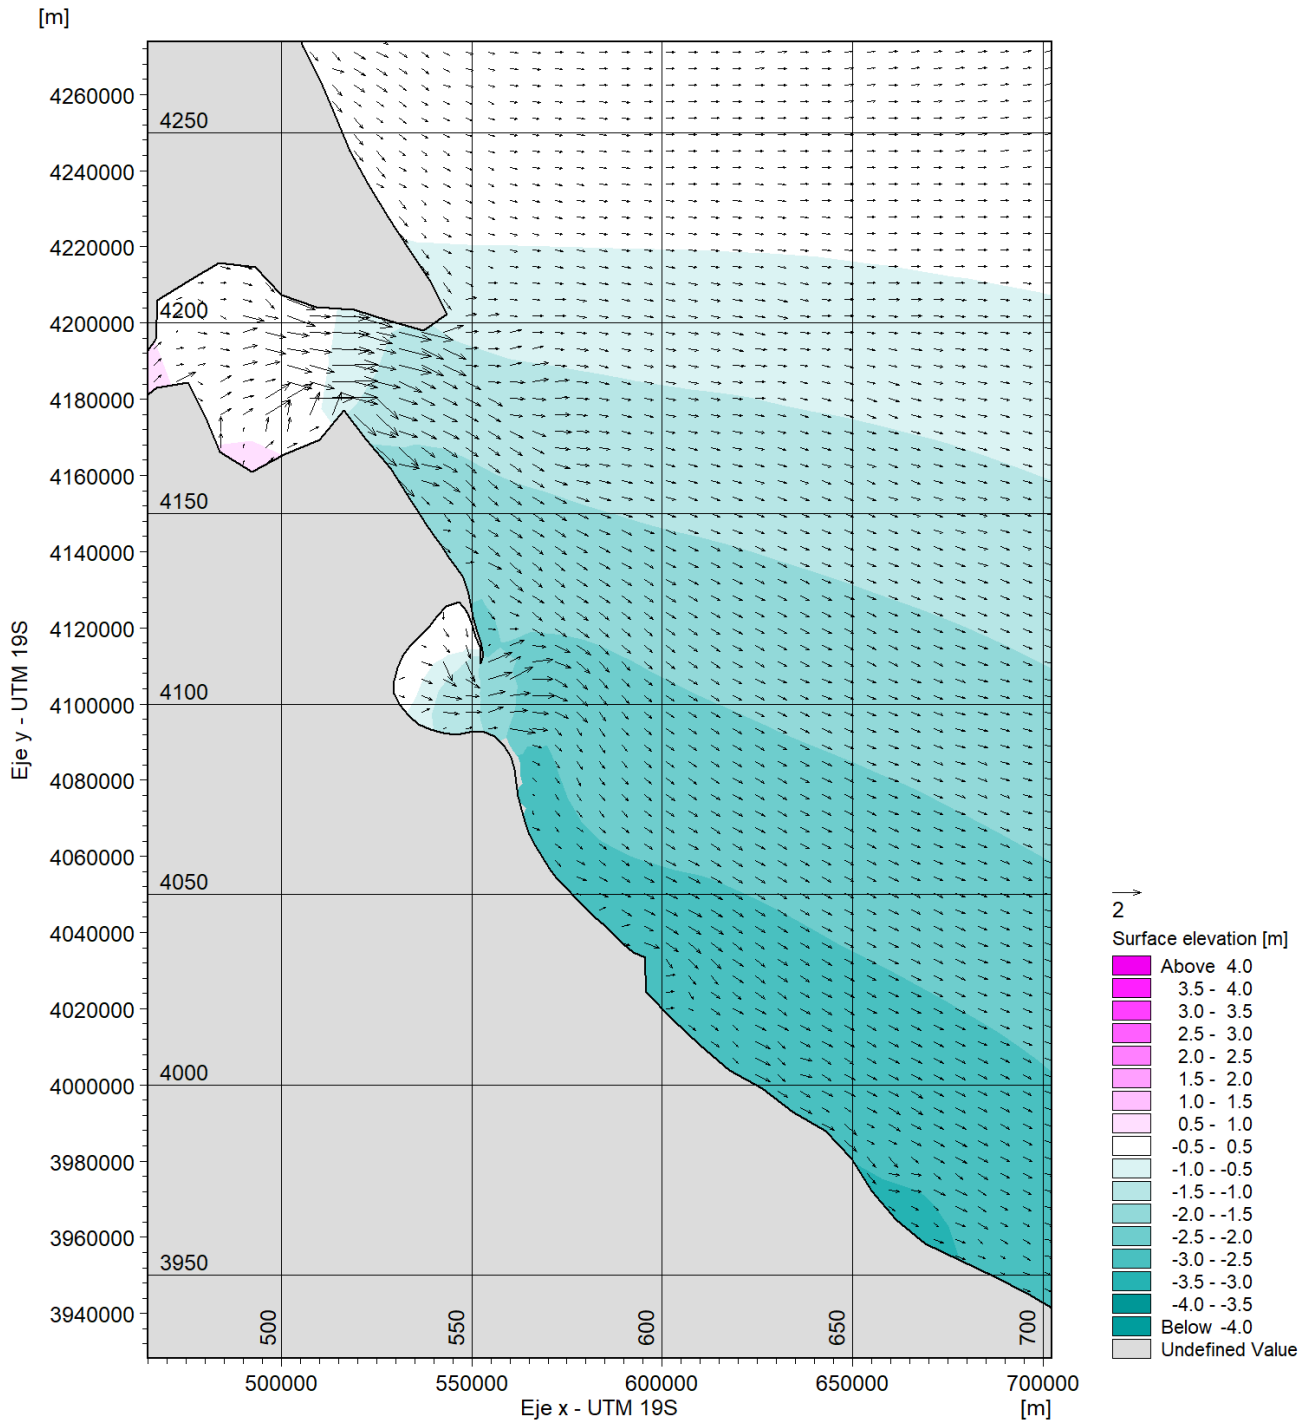 [m]
4260000
4250
4240000
4220000
4200
4200000
4180000
4160000
4150
4140000
4120000
4100
4100000
4080000
4060000
4050
4040000
4020000
4000
4000000
3980000
3960000
3950
3940000
Eje y - UTM 19S
500
550
600
650
700
500000
550000
600000
650000
700000
Eje x - UTM 19S
[m]
2
Surface elevation [m]
Above 4.0
3.5 - 4.0
3.0 - 3.5
2.5 - 3.0
2.0 - 2.5
1.5 - 2.0
1.0 - 1.5
0.5 - 1.0
-0.5 - 0.5
-1.0 - -0.5
-1.5 - -1.0
-2.0 - -1.5
-2.5 - -2.0
-3.0 - -2.5
-3.5 - -3.0
-4.0 - -3.5
Below -4.0
Undefined Value